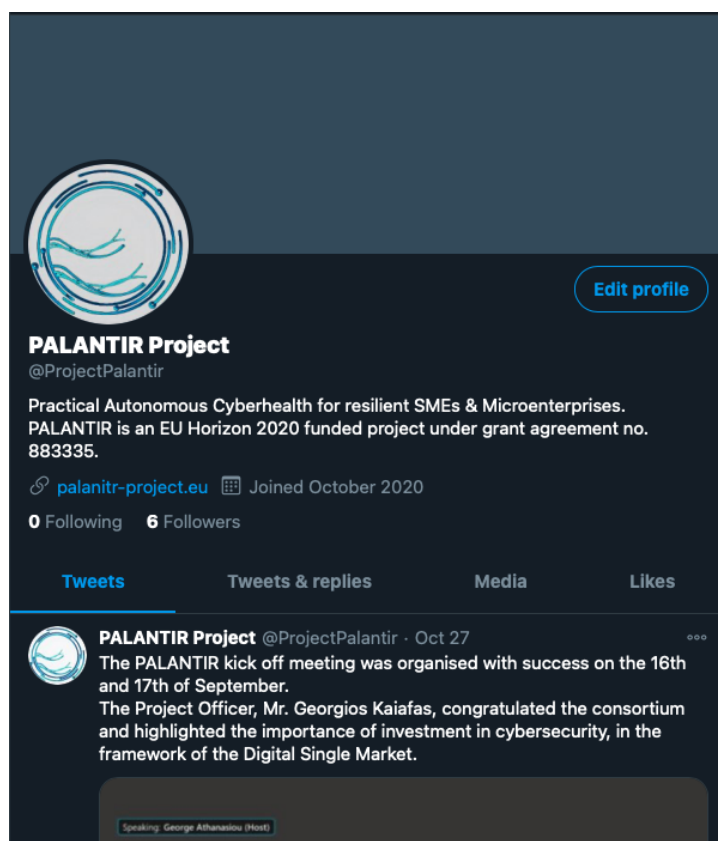 Edit profile
PALANTIR Project
@ProjectPalantir
Practical Autonomous Cyberhealth for resilient SMEs & Microenterprises.
PALANTIR is an EU Horizon 2020 funded project under grant agreement no.
883335.
palanitr-project.eu Joined October 2020
0 Following 6 Followers
Tweets Tweets & replies Media Likes
PALANTIR Project @ProjectPalantir · Oct 27
The PALANTIR kick off meeting was organised with success on the 16th
and 17th of September.
The Project Officer, Mr. Georgios Kaiafas, congratulated the consortium
and highlighted the importance of investment in cybersecurity, in the
framework of the Digital Single Market.
Speaking: George Athanasiou (Host)